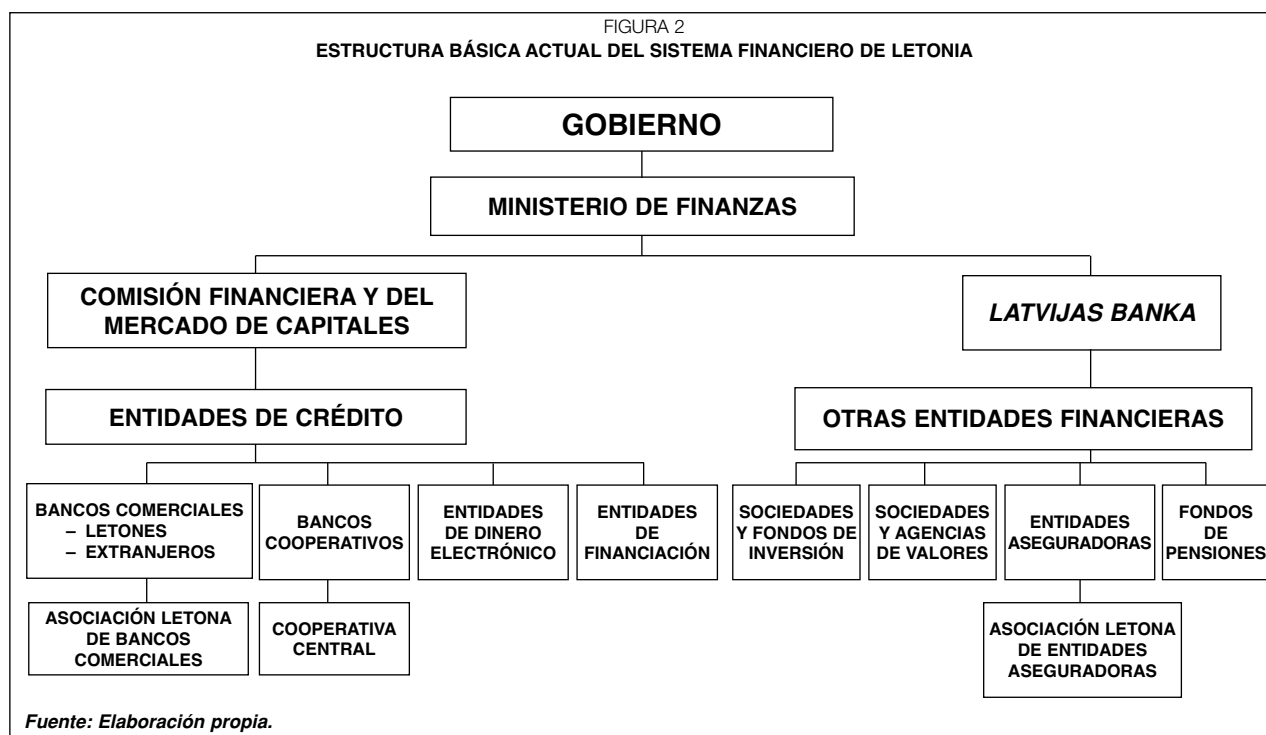 FIGURA 2
ESTRUCTURA BÁSICA ACTUAL DEL SISTEMA FINANCIERO DE LETONIA
GOBIERNO
MINISTERIO DE FINANZAS
COMISIÓN FINANCIERA Y DEL
MERCADO DE CAPITALES
LATVIJAS BANKA
ENTIDADES DE CRÉDITO
OTRAS ENTIDADES FINANCIERAS
BANCOS COMERCIALES
– LETONES
– EXTRANJEROS
BANCOS
COOPERATIVOS
ENTIDADES
DE DINERO
ELECTRÓNICO
ENTIDADES
DE
FINANCIACIÓN
SOCIEDADES
Y FONDOS DE
INVERSIÓN
SOCIEDADES
Y AGENCIAS
DE VALORES
ENTIDADES
ASEGURADORAS
FONDOS
DE
PENSIONES
ASOCIACIÓN LETONA
DE BANCOS
COMERCIALES
COOPERATIVA
CENTRAL
ASOCIACIÓN LETONA
DE ENTIDADES
ASEGURADORAS
Fuente: Elaboración propia.